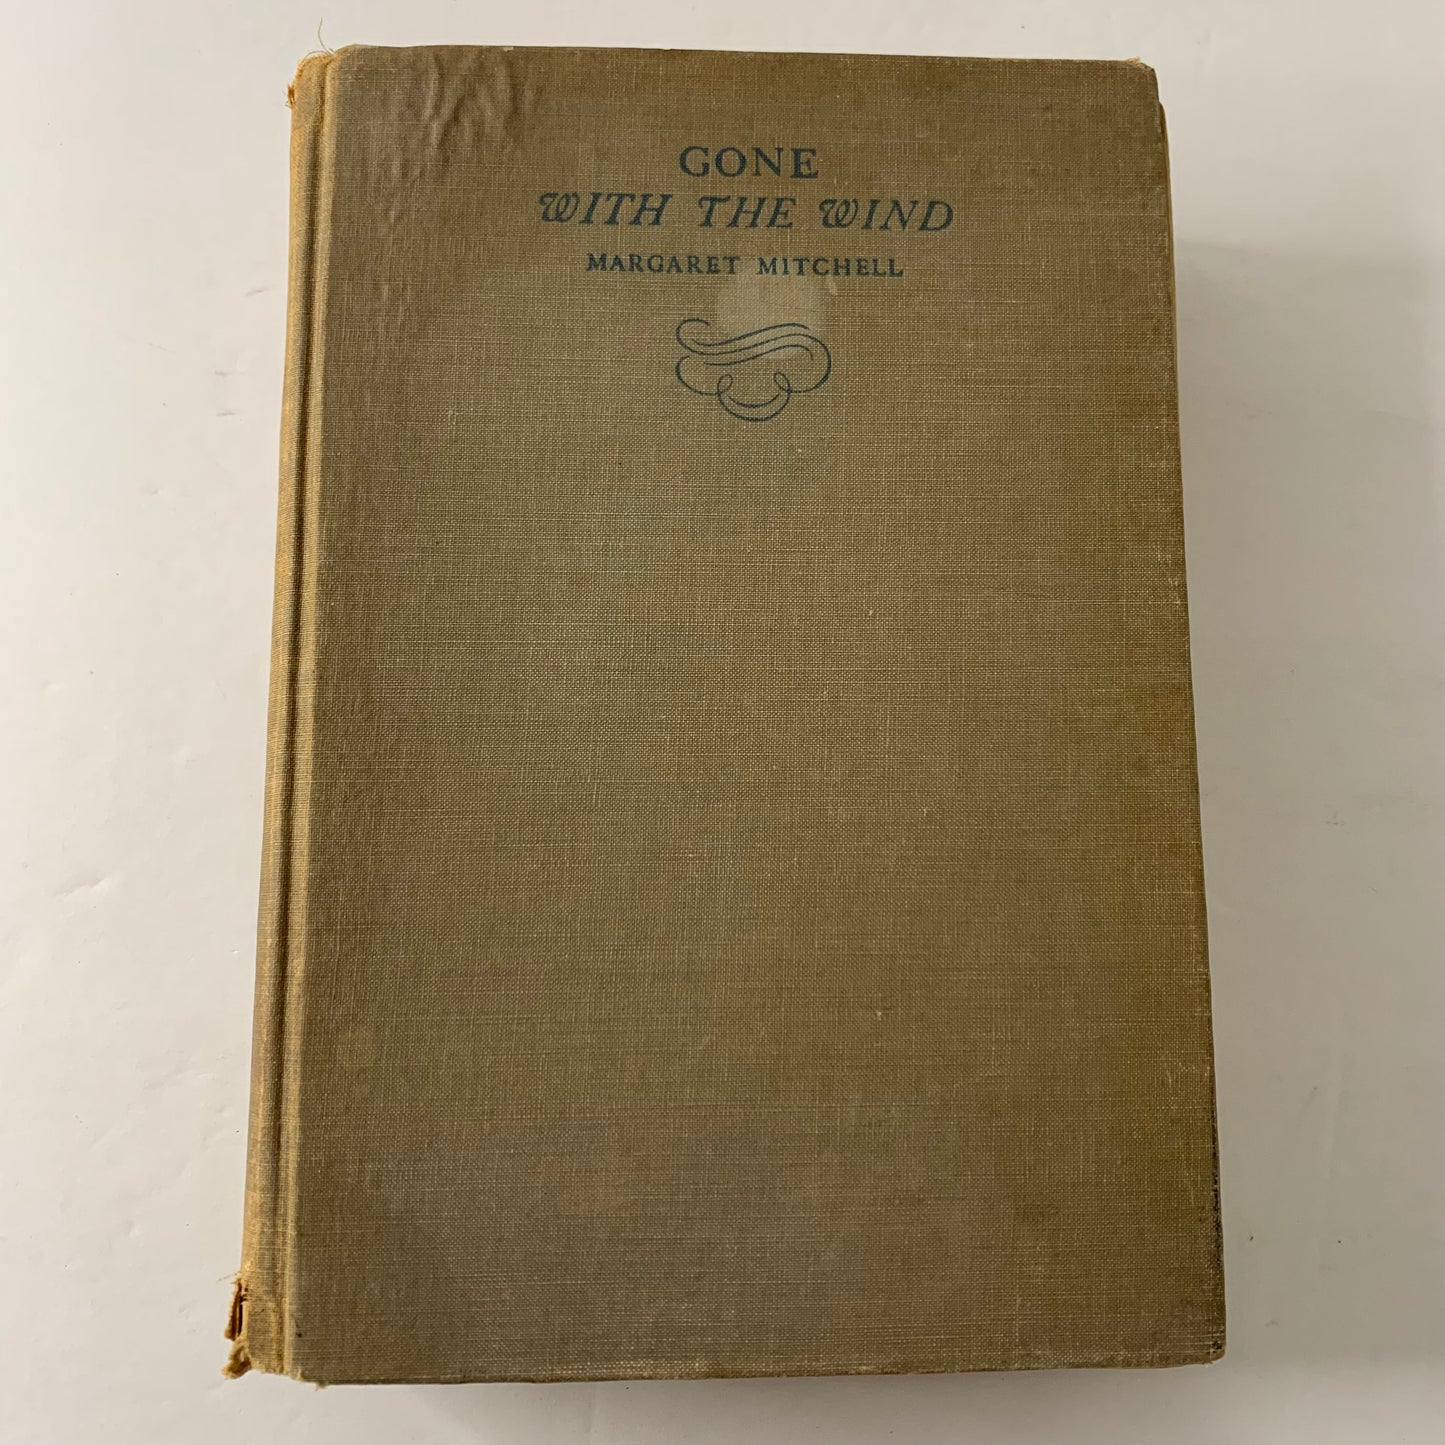 GONE
WITH THE WIND
MARGARET MITCHELL